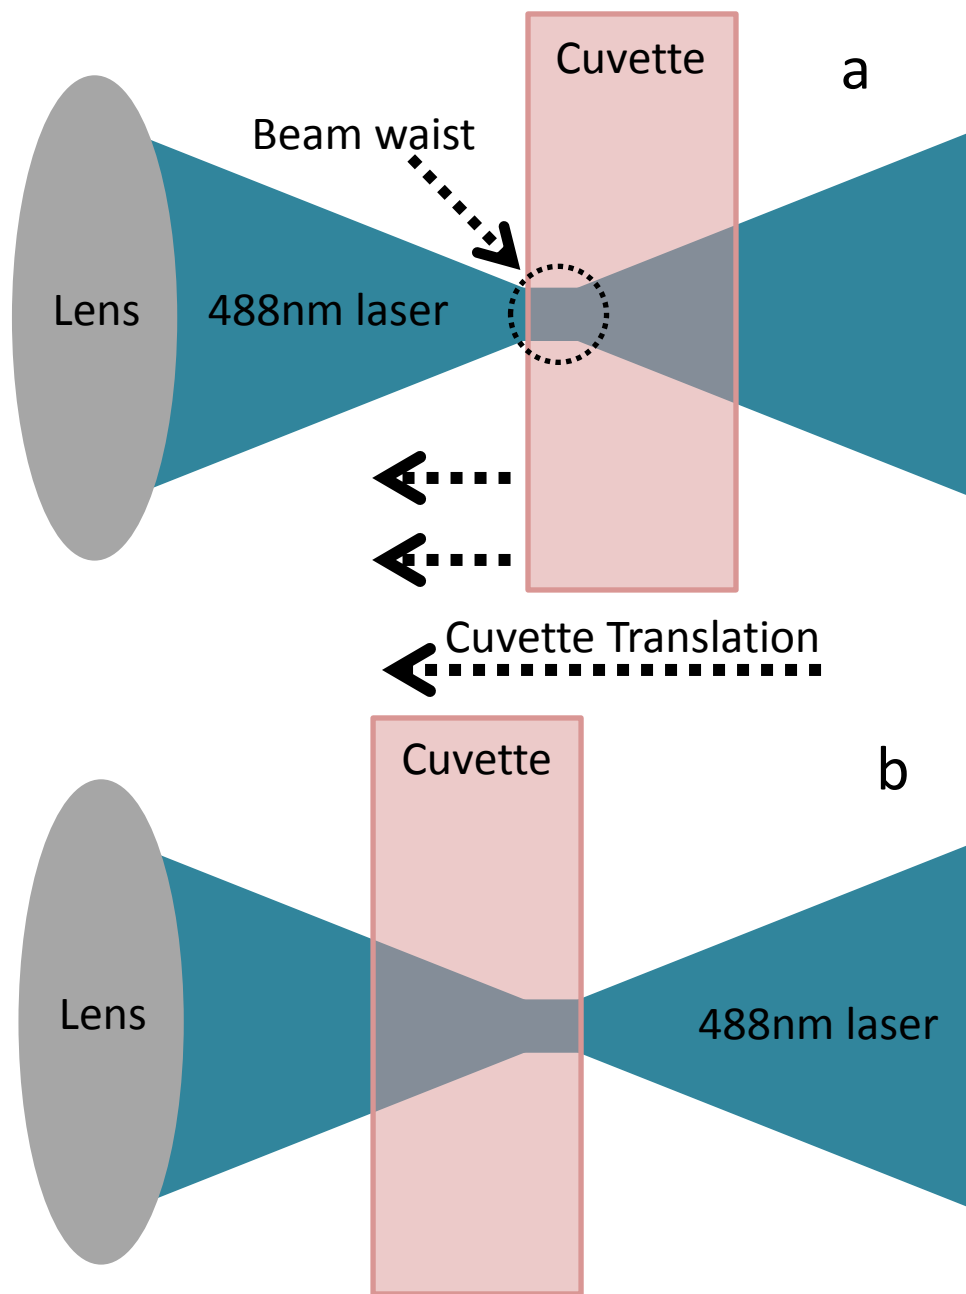 Cuvette
a
Beam waist
Lens
488nm laser
Cuvette Translation
Cuvette
b
Lens
488nm laser